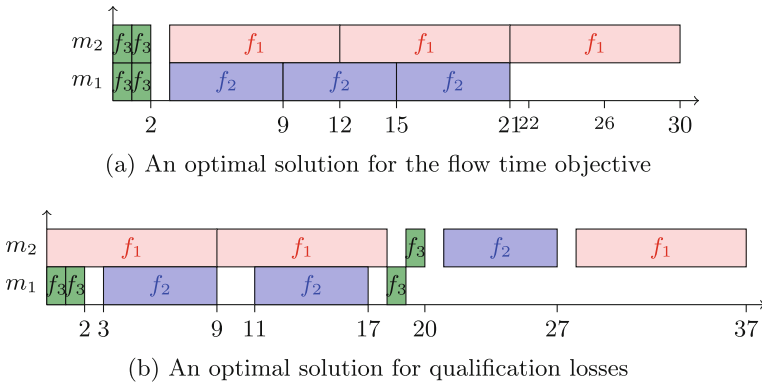 m2 f3 f3 f1 f1 f1
m1 f3 f3 f2 f2 f2
2 9 12 15 21 22 26 30
(a) An optimal solution for the flow time objective
m2 f1 f1 f3 f2 f1
m1 f3 f3 f2 f2 f3
2 3 9 11 17 20 27 37
(b) An optimal solution for qualification losses